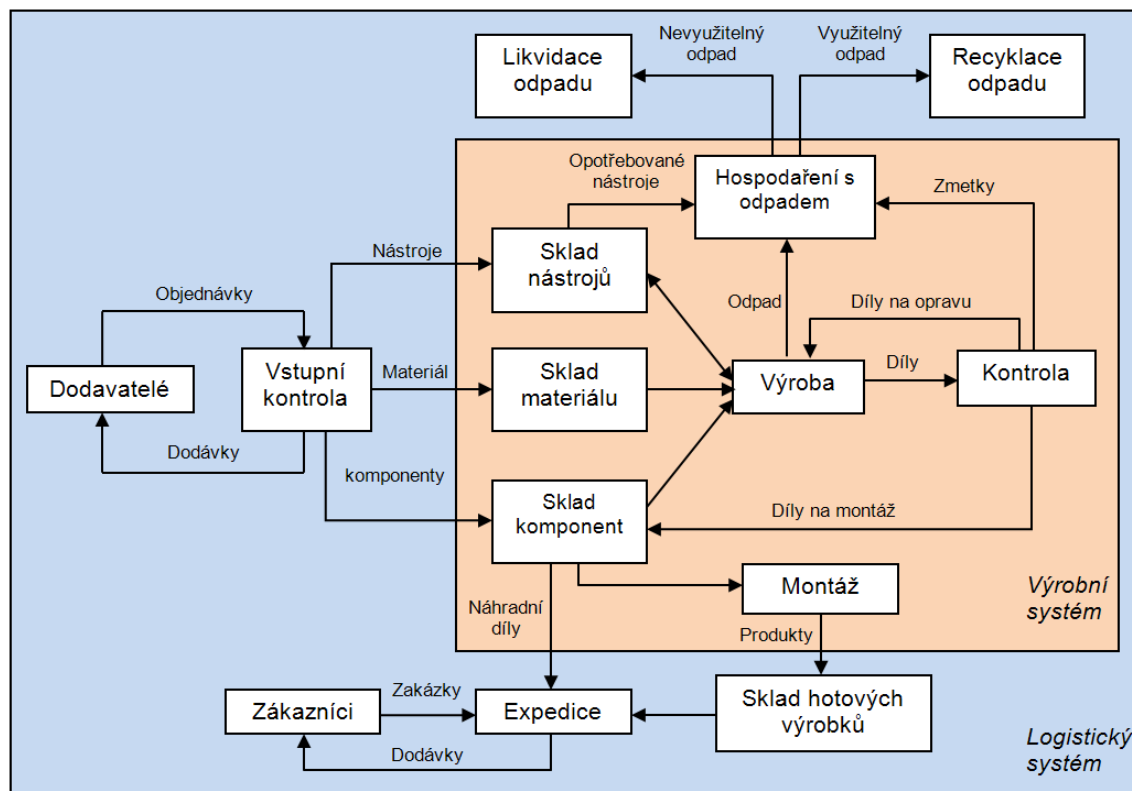 Nevyužitelný
odpad
Využitelný
odpad
Likvidace
odpadu
Recyklace
odpadu
Opotřebované
nástroje
Hospodaření s
odpadem
Zmetky
Nástroje
Sklad
nástrojů
Objednávky
Odpad
Díly na opravu
Dodavatelé
Vstupní
kontrola
Materiál
Sklad
materiálu
Výroba
Díly
Kontrola
Dodávky
komponenty
Sklad
komponent
Díly na montáž
Montáž
Výrobní
systém
Náhradní
díly
Produkty
Zákazníci
Zakázky
Expedice
Sklad hotových
výrobků
Dodávky
Logistický
systém